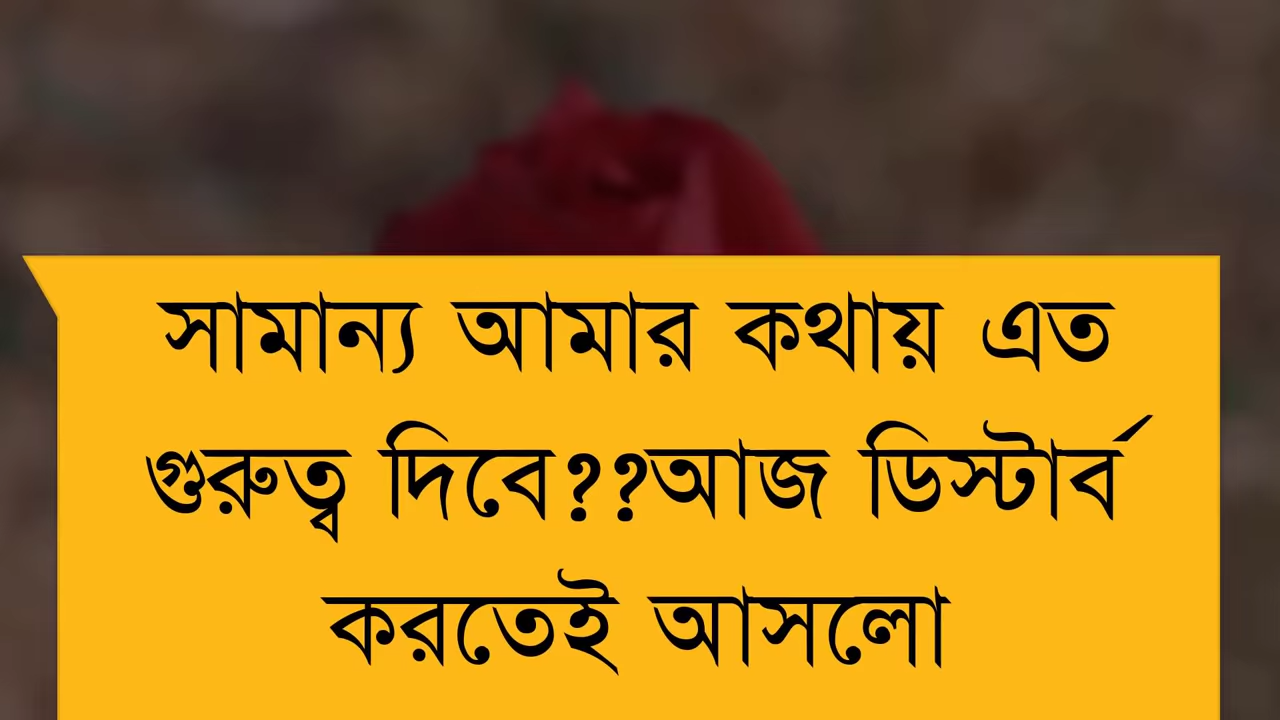 সামান্য আমার কথায় এত
গুরুত্ব দিবে??আজ ডিস্টার্ব
করতেই আসলো